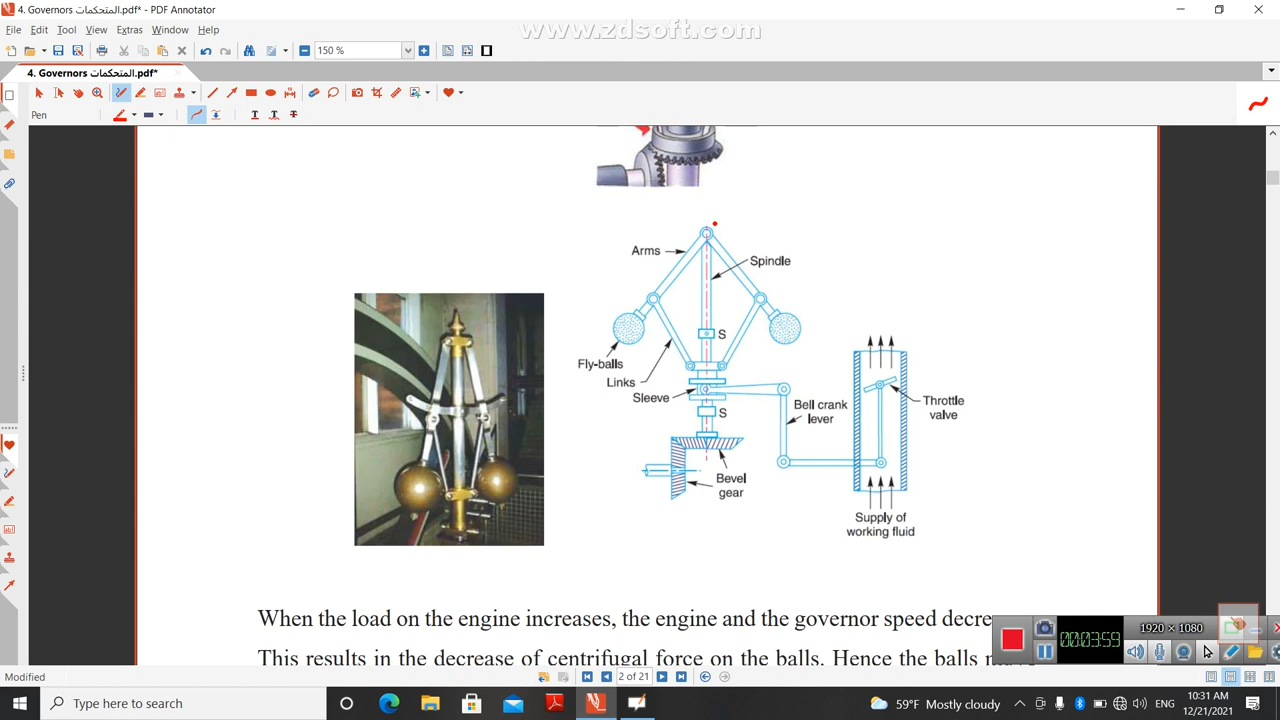 4. Governors المتحكمات.pdf* - PDF Annotator
www.zdsoft.com
File Edit Tool View Extras Window Help
150 %
4. Governors المتحكمات.pdf*
Pen
Arms
Spindle
S
Fly-balls
Links
Sleeve
S
Bell crank
lever
Throttle
valve
Bevel
gear
Supply of
working fluid
When the load on the engine increases, the engine and the governor speed decre
This results in the decrease of centrifugal force on the balls. Hence the balls move
1920 × 1080
00:03:59
Modified
2 of 21
Type here to search
59°F Mostly cloudy
ENG
10:31 AM
12/21/2021